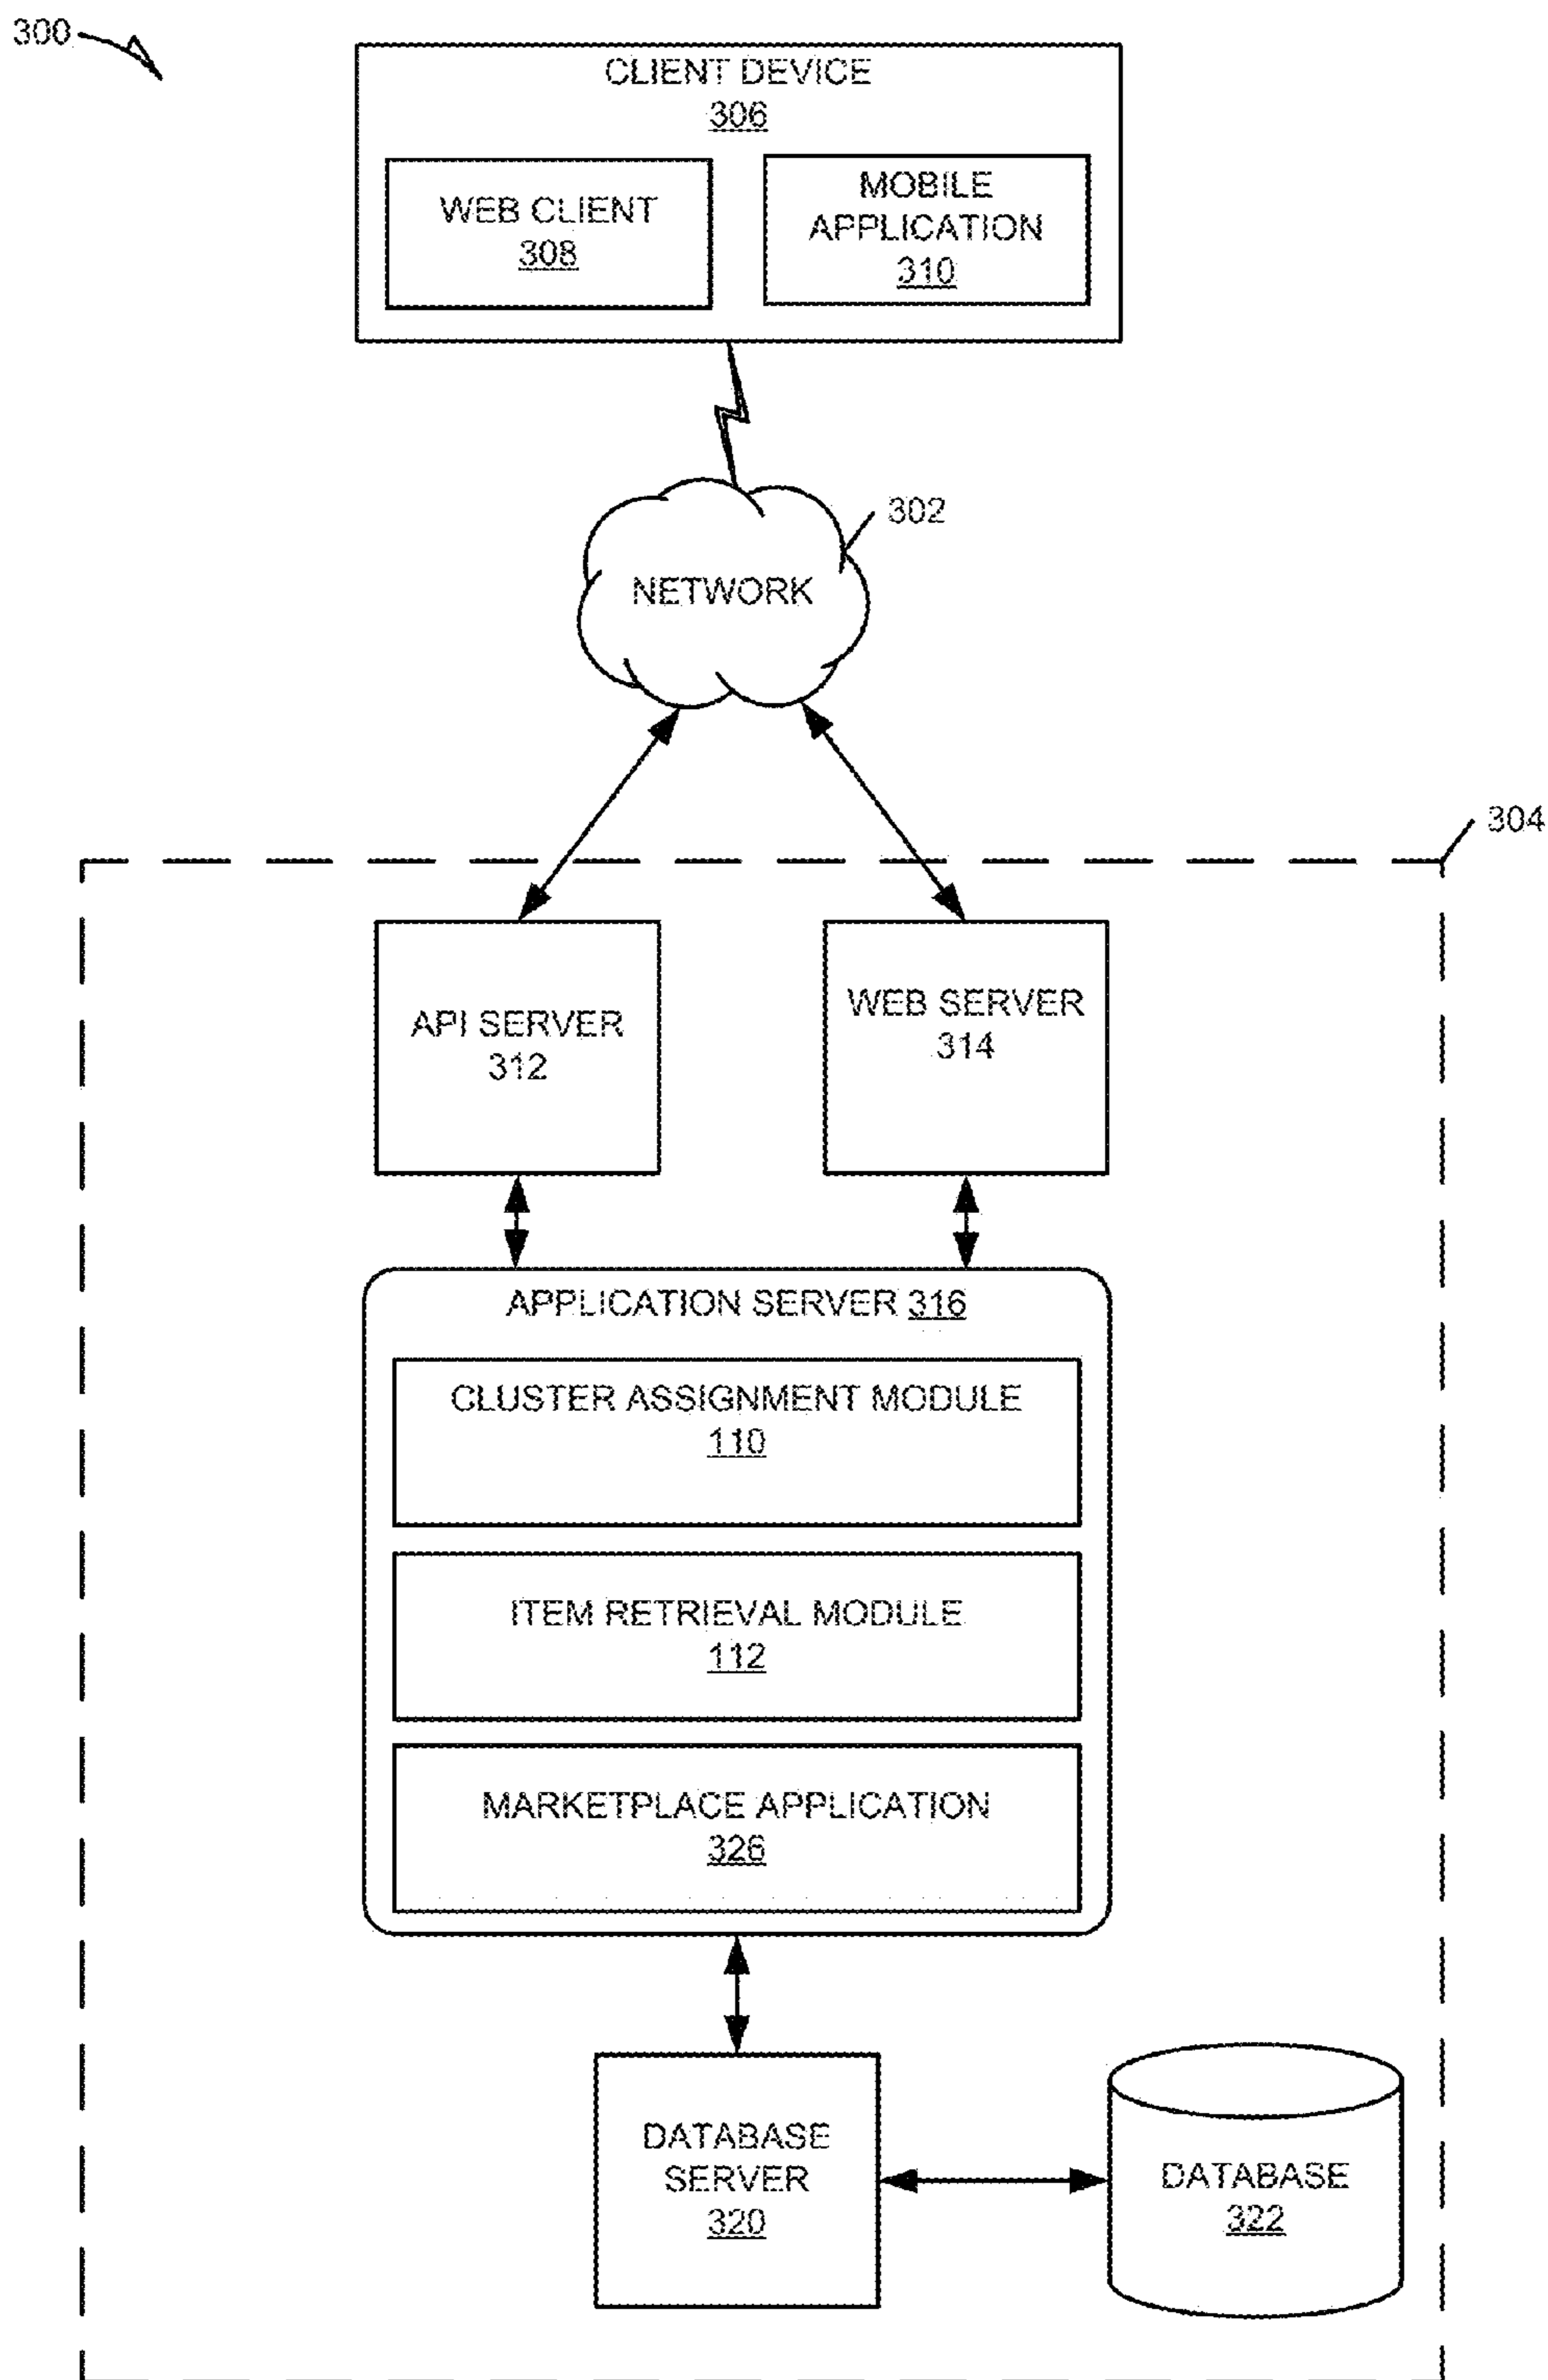 300
CLIENT DEVICE
306
WEB CLIENT
308
MOBILE
APPLICATION
310
302
NETWORK
304
API SERVER
312
WEB SERVER
314
APPLICATION SERVER 316
CLUSTER ASSIGNMENT MODULE
110
ITEM RETRIEVAL MODULE
112
MARKETPLACE APPLICATION
326
DATABASE
SERVER
320
DATABASE
322